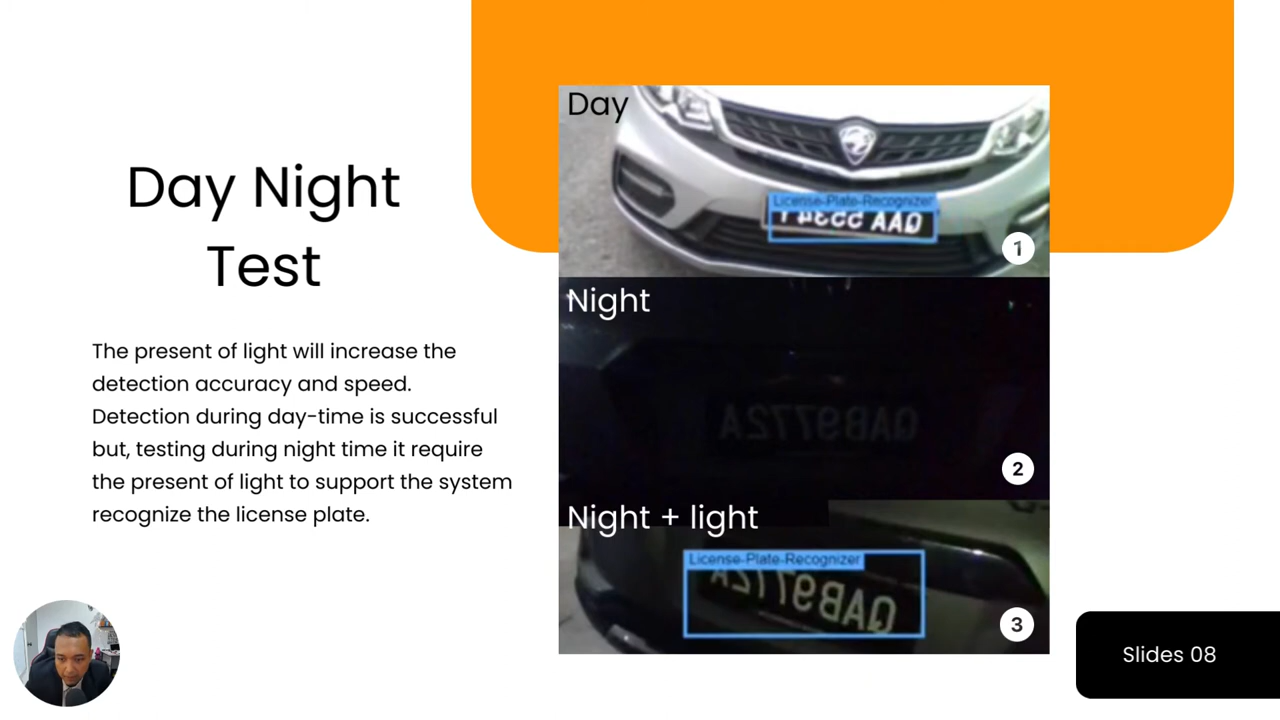 Day Night
Test
The present of light will increase the
detection accuracy and speed.
Detection during day-time is successful
but, testing during night time it require
the present of light to support the system
recognize the license plate.
Day
License-Plate-Recognizer
1
Night
QAB9772A
2
Night + light
License-Plate-Recognizer
QAB9772A
3
Slides 08